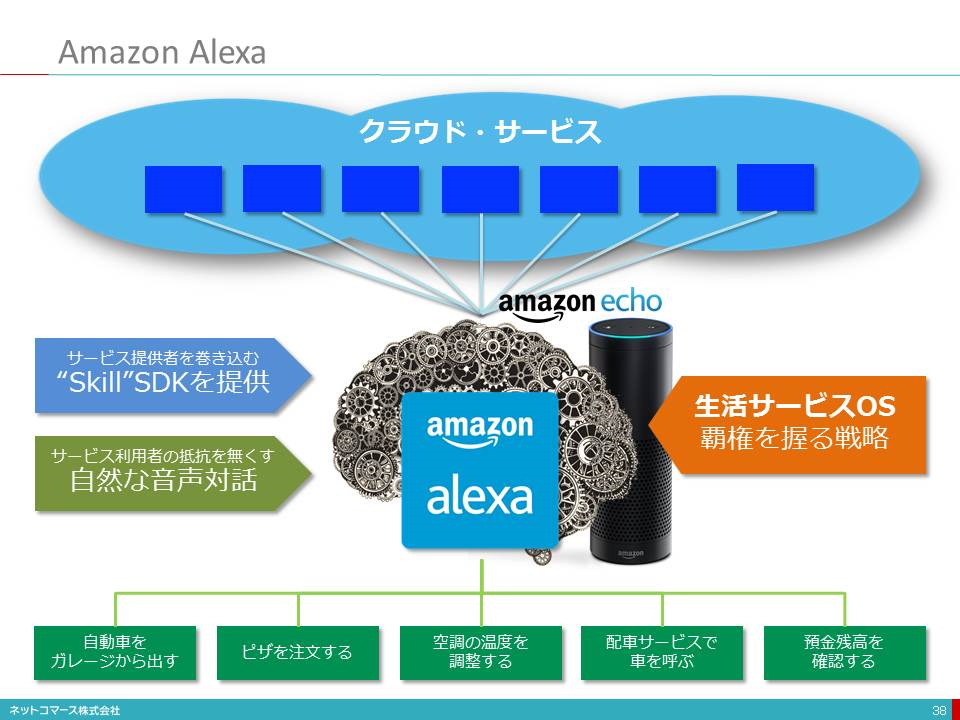 Amazon Alexa
クラウド・サービス
amazon echo
サービス提供者を巻き込む
“Skill”SDKを提供
サービス利用者の抵抗を無くす
自然な音声対話
amazon
alexa
生活サービスOS
覇権を握る戦略
amazon
自動車を
ガレージから出す
ピザを注文する
空調の温度を
調整する
配車サービスで
車を呼ぶ
預金残高を
確認する
ネットコマース株式会社
38